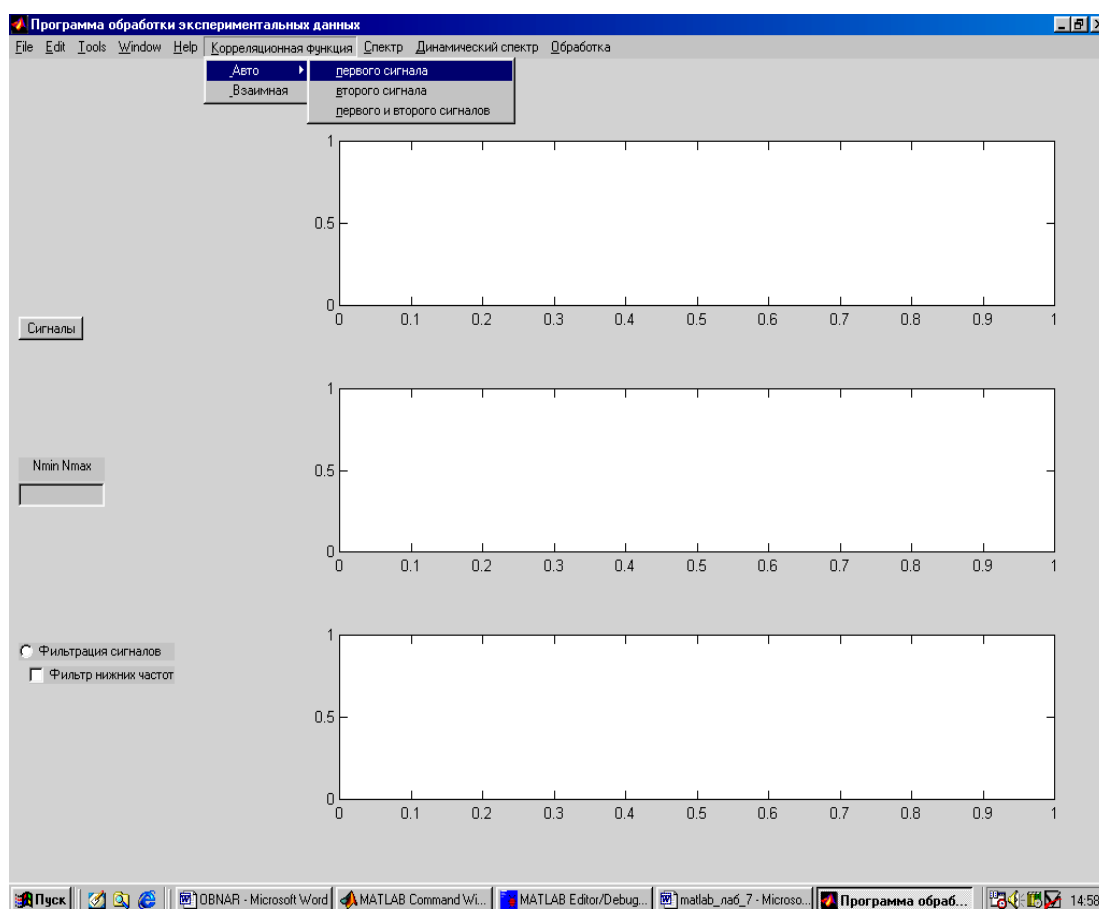 Программа обработки экспериментальных данных
File Edit Tools Window Help Корреляционная функция Спектр Динамический спектр Обработка
_Авто первого сигнала
_Взаимная второго сигнала
первого и второго сигналов
1
0.5
0
0 0.1 0.2 0.3 0.4 0.5 0.6 0.7 0.8 0.9 1
Сигналы
1
Nmin Nmax
0.5
0
0 0.1 0.2 0.3 0.4 0.5 0.6 0.7 0.8 0.9 1
1
Фильтрация сигналов
Фильтр нижних частот
0.5
0
0 0.1 0.2 0.3 0.4 0.5 0.6 0.7 0.8 0.9 1
Пуск OBNAR - Microsoft Word MATLAB Command Wi... MATLAB Editor/Debug... matlab_лаб_7 - Microso... Программа обраб... 14:58